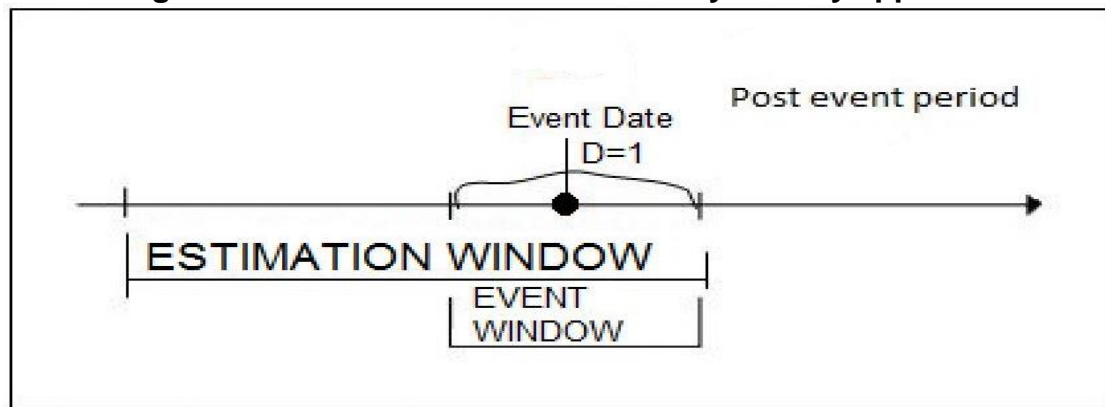 Post event period
Event Date
D=1
ESTIMATION WINDOW
EVENT
WINDOW